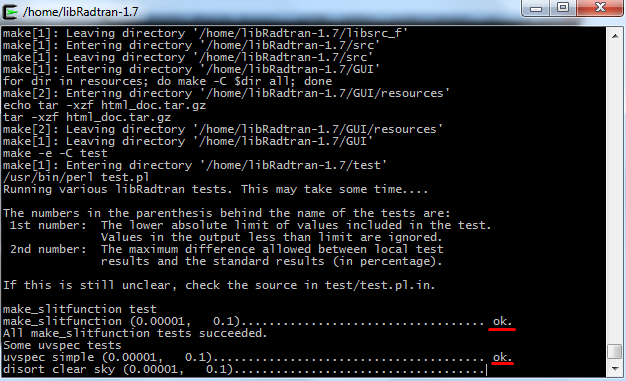 /home/libRadtran-1.7
make[1]: Leaving directory '/home/libRadtran-1.7/libsrc_f'
make[1]: Entering directory '/home/libRadtran-1.7/src'
make[1]: Leaving directory '/home/libRadtran-1.7/src'
make[1]: Entering directory '/home/libRadtran-1.7/GUI'
for dir in resources; do make -C $dir all; done
make[2]: Entering directory '/home/libRadtran-1.7/GUI/resources'
echo tar -xzf html_doc.tar.gz
tar -xzf html_doc.tar.gz
make[2]: Leaving directory '/home/libRadtran-1.7/GUI/resources'
make[1]: Leaving directory '/home/libRadtran-1.7/GUI'
make -e -C test
make[1]: Entering directory '/home/libRadtran-1.7/test'
/usr/bin/perl test.pl
Running various libRadtran tests. This may take some time....
The numbers in the parenthesis behind the name of the tests are:
1st number:  The lower absolute limit of values included in the test.
Values in the output less than limit are ignored.
2nd number:  The maximum difference allowed between local test
results and the standard results (in percentage).
If this is still unclear, check the source in test/test.pl.in.
make_slitfunction test
make_slitfunction (0.00001,   0.1)................................... ok.
All make_slitfunction tests succeeded.
Some uvspec tests
uvspec simple (0.00001,   0.1)....................................... ok.
disort clear sky (0.00001,   0.1)....................................